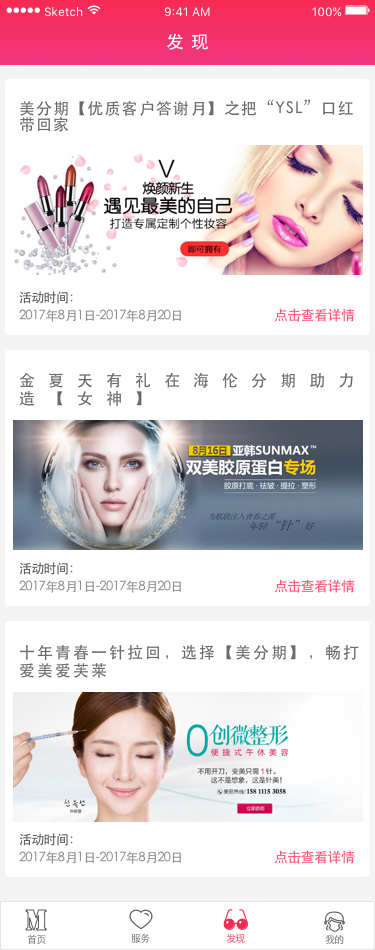 Sketch 9:41 AM 100%
发 现
美分期【优质客户答谢月】之把“YSL”口红
带回家
焕颜新生
遇见最美的自己
打造专属定制个性妆容
即可拥有
活动时间：
2017年8月1日-2017年8月20日 点击查看详情
金夏天有礼在海伦分期助力
造【女神】
8月16日 亚韩SUNMAX™
双美胶原蛋白专场
胶原打底 · 祛皱 · 提拉 · 塑形
为肌肤注入青春之源
年轻“针”好
活动时间：
2017年8月1日-2017年8月20日 点击查看详情
十年青春一针拉回，选择【美分期】，畅打
爱美爱芙莱
0创微整形
便捷式午休美容
不用开刀，变美只需1针。
这不是想象，这是针美！
美丽热线/158 1115 3058
活动时间：
2017年8月1日-2017年8月20日 点击查看详情
首页 服务 发现 我的